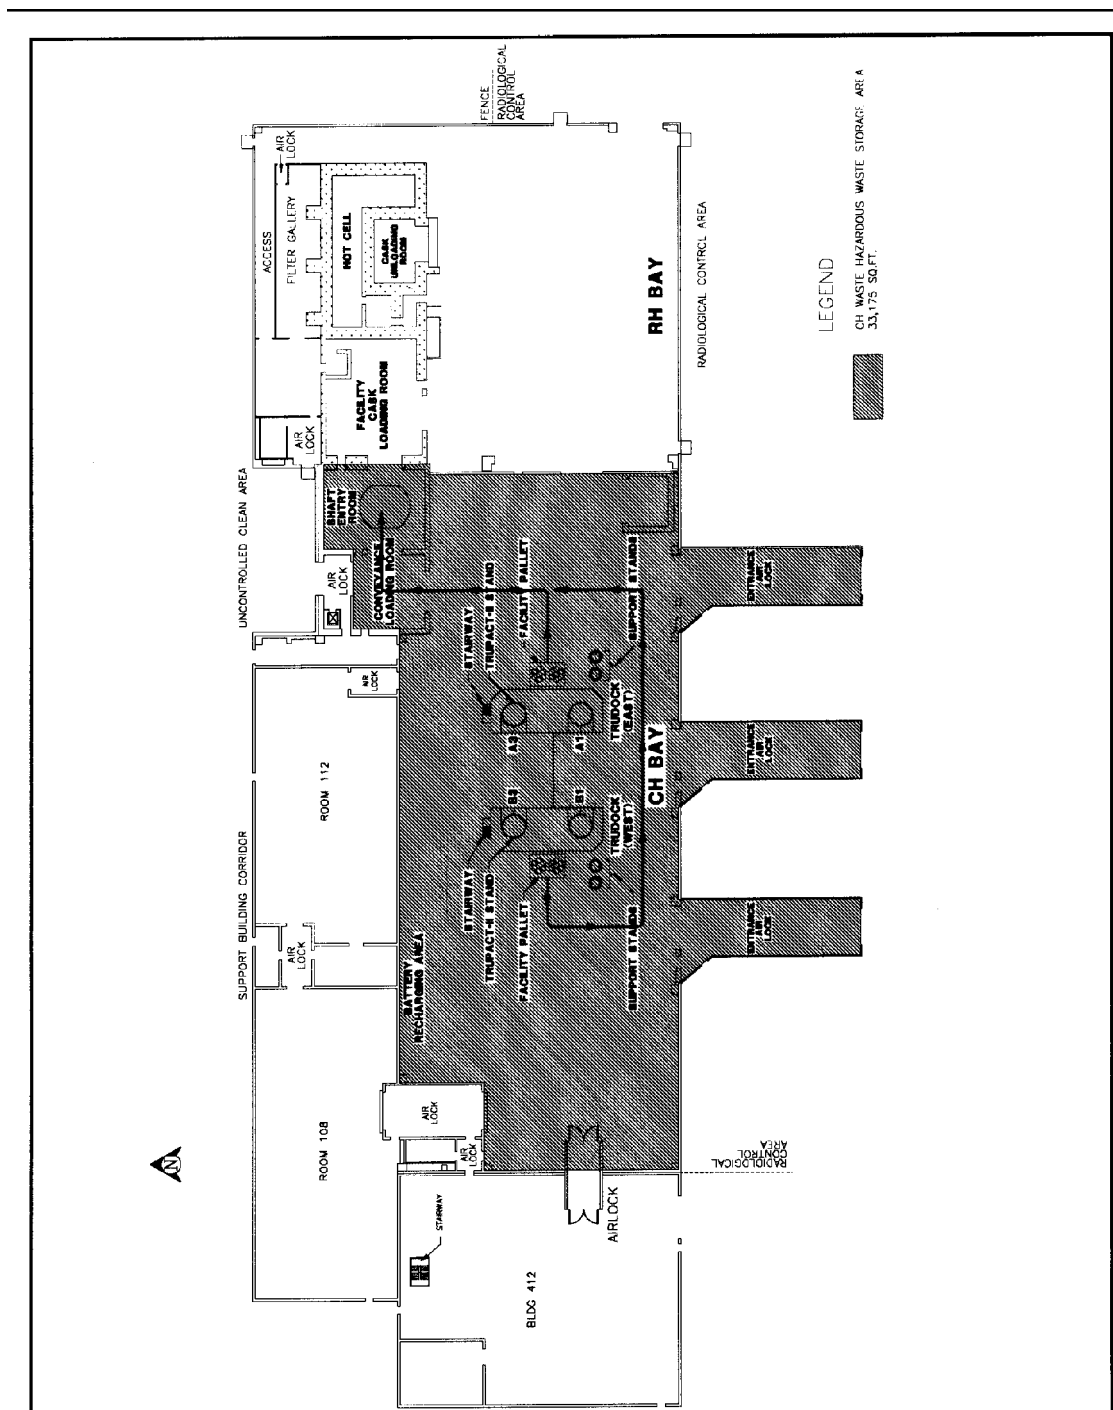 FENCE
RADIOLOGICAL
CONTROL
AREA
AIR
LOCK
ACCESS
FILTER GALLERY
HOT CELL
CASK
UNLOADING
ROOM
FACILITY
CASK
LOADING ROOM
AIR
LOCK
RH BAY
RADIOLOGICAL CONTROL AREA
LEGEND
CH WASTE HAZARDOUS WASTE STORAGE AREA
33,175 SQ.FT.
UNCONTROLLED CLEAN AREA
SHAFT
ENTRY
ROOM
AIR
LOCK
CONVEYANCE
LOADING ROOM
STAIRWAY
TRUPACT-II STAND
FACILITY PALLET
SUPPORT STANDS
ENTRANCE
AIR
LOCK
AIR
LOCK
A3
A1
TRUDOCK
(EAST)
CH BAY
ENTRANCE
AIR
LOCK
ROOM 112
B3
B1
TRUDOCK
(WEST)
STAIRWAY
TRUPACT-II STAND
FACILITY PALLET
SUPPORT STANDS
ENTRANCE
AIR
LOCK
SUPPORT BUILDING CORRIDOR
AIR
LOCK
BATTERY
RECHARGING AREA
ROOM 108
AIR
LOCK
AIR
LOCK
RADIOLOGICAL
CONTROL
AREA
N
STAIRWAY
AIRLOCK
BLDG 412